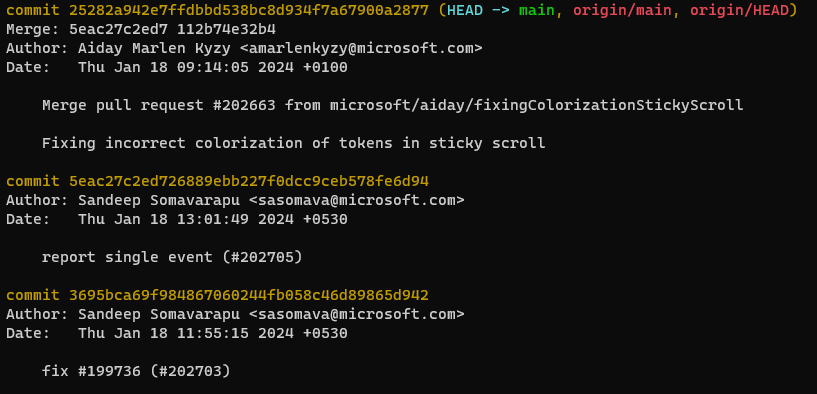 commit 25282a942e7ffdbbd538bc8d934f7a67900a2877 (HEAD -> main, origin/main, origin/HEAD)
Merge: 5eac27c2ed7 112b74e32b4
Author: Aiday Marlen Kyzy <amarlenkyzy@microsoft.com>
Date:   Thu Jan 18 09:14:05 2024 +0100
    Merge pull request #202663 from microsoft/aiday/fixingColorizationStickyScroll
    Fixing incorrect colorization of tokens in sticky scroll
commit 5eac27c2ed726889ebb227f0dcc9ceb578fe6d94
Author: Sandeep Somavarapu <sasomava@microsoft.com>
Date:   Thu Jan 18 13:01:49 2024 +0530
    report single event (#202705)
commit 3695bca69f984867060244fb058c46d89865d942
Author: Sandeep Somavarapu <sasomava@microsoft.com>
Date:   Thu Jan 18 11:55:15 2024 +0530
    fix #199736 (#202703)